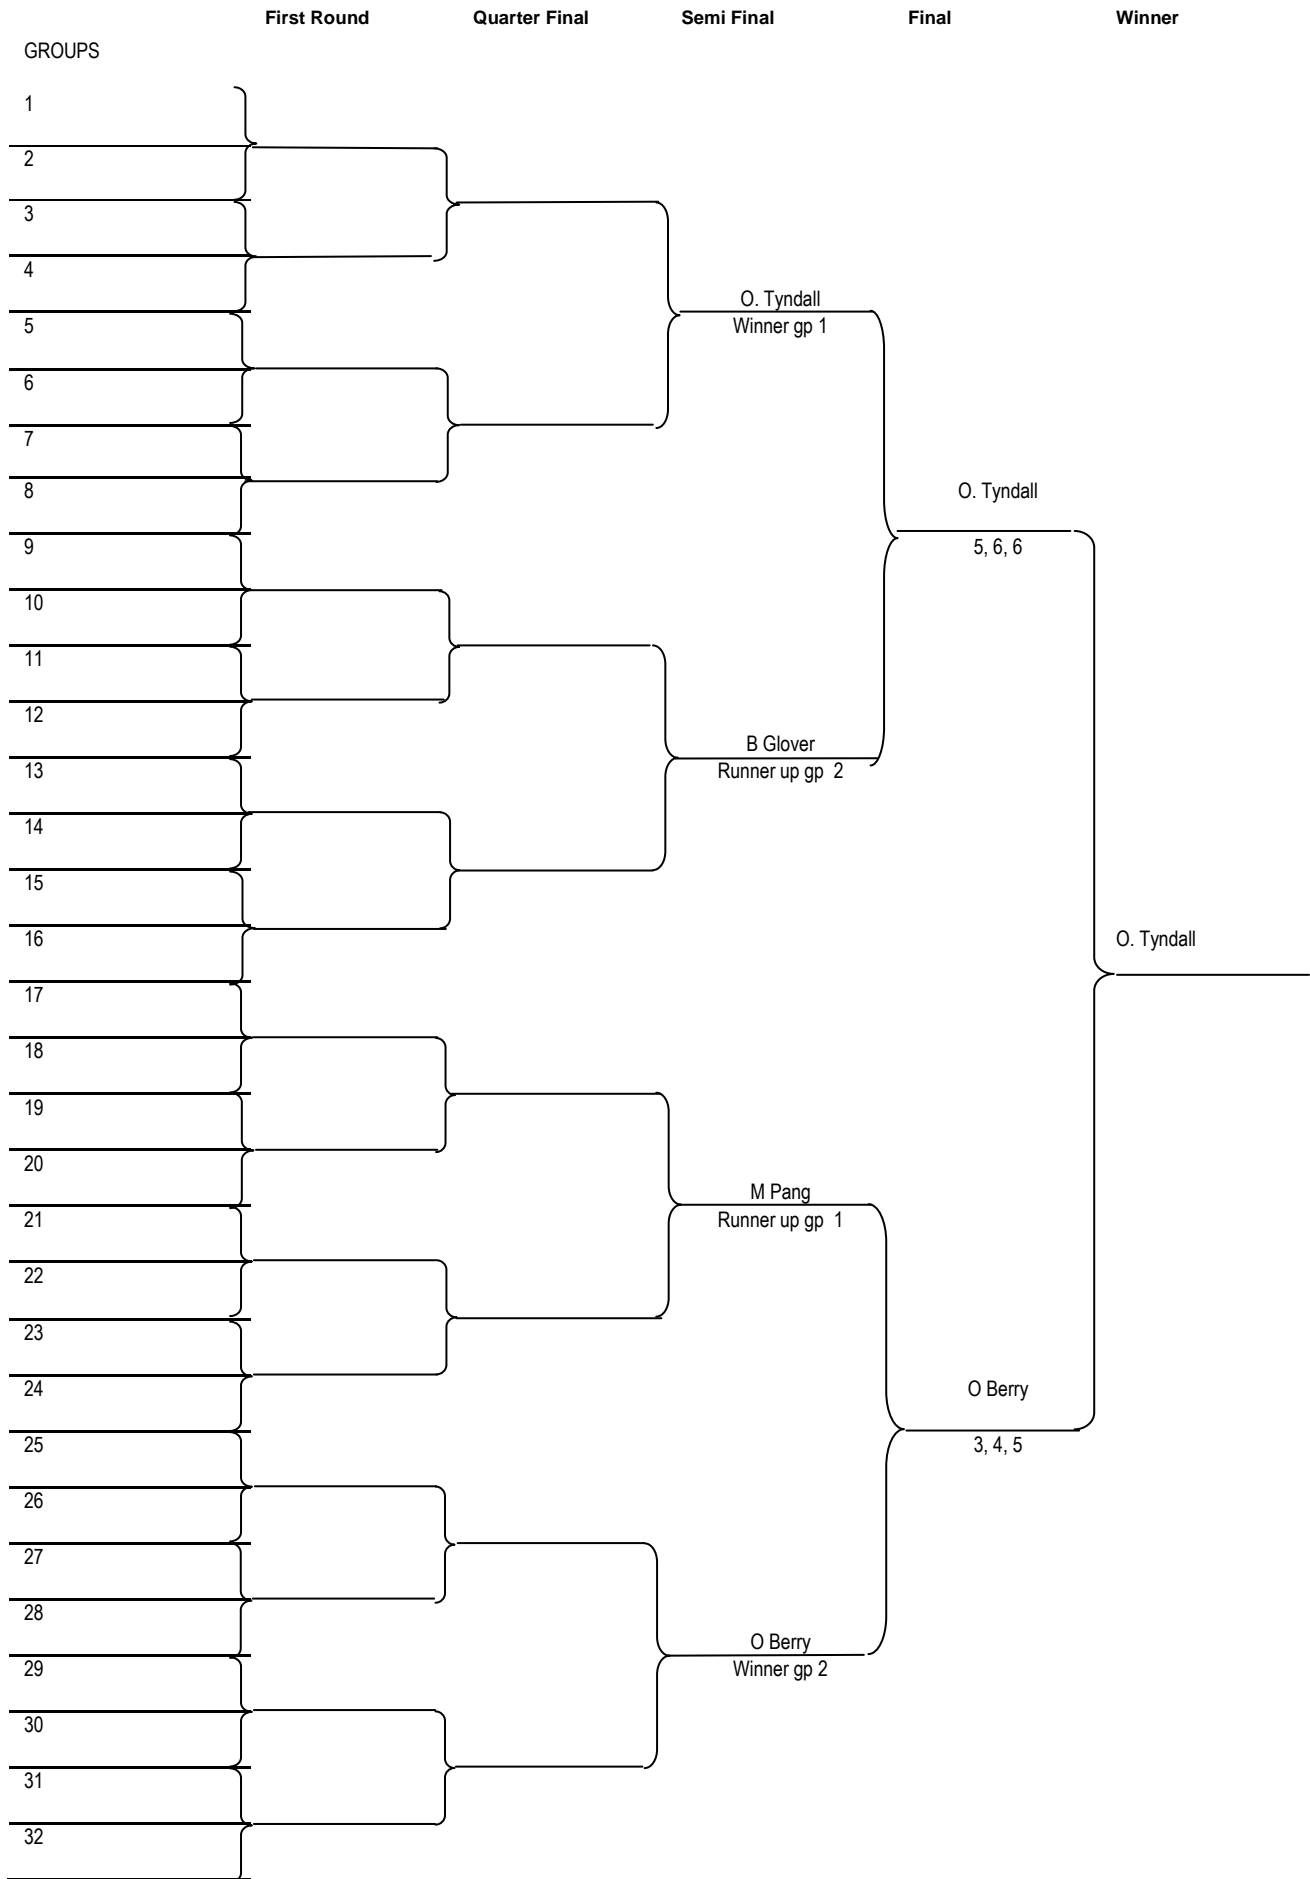 First Round Quarter Final Semi Final Final Winner
GROUPS
1
2
3
4
O. Tyndall
5
Winner gp 1
6
7
8
O. Tyndall
9
5, 6, 6
10
11
12
B Glover
13
Runner up gp 2
14
15
16
O. Tyndall
17
18
19
20
M Pang
21
Runner up gp 1
22
23
24
O Berry
25
3, 4, 5
26
27
28
O Berry
29
Winner gp 2
30
31
32